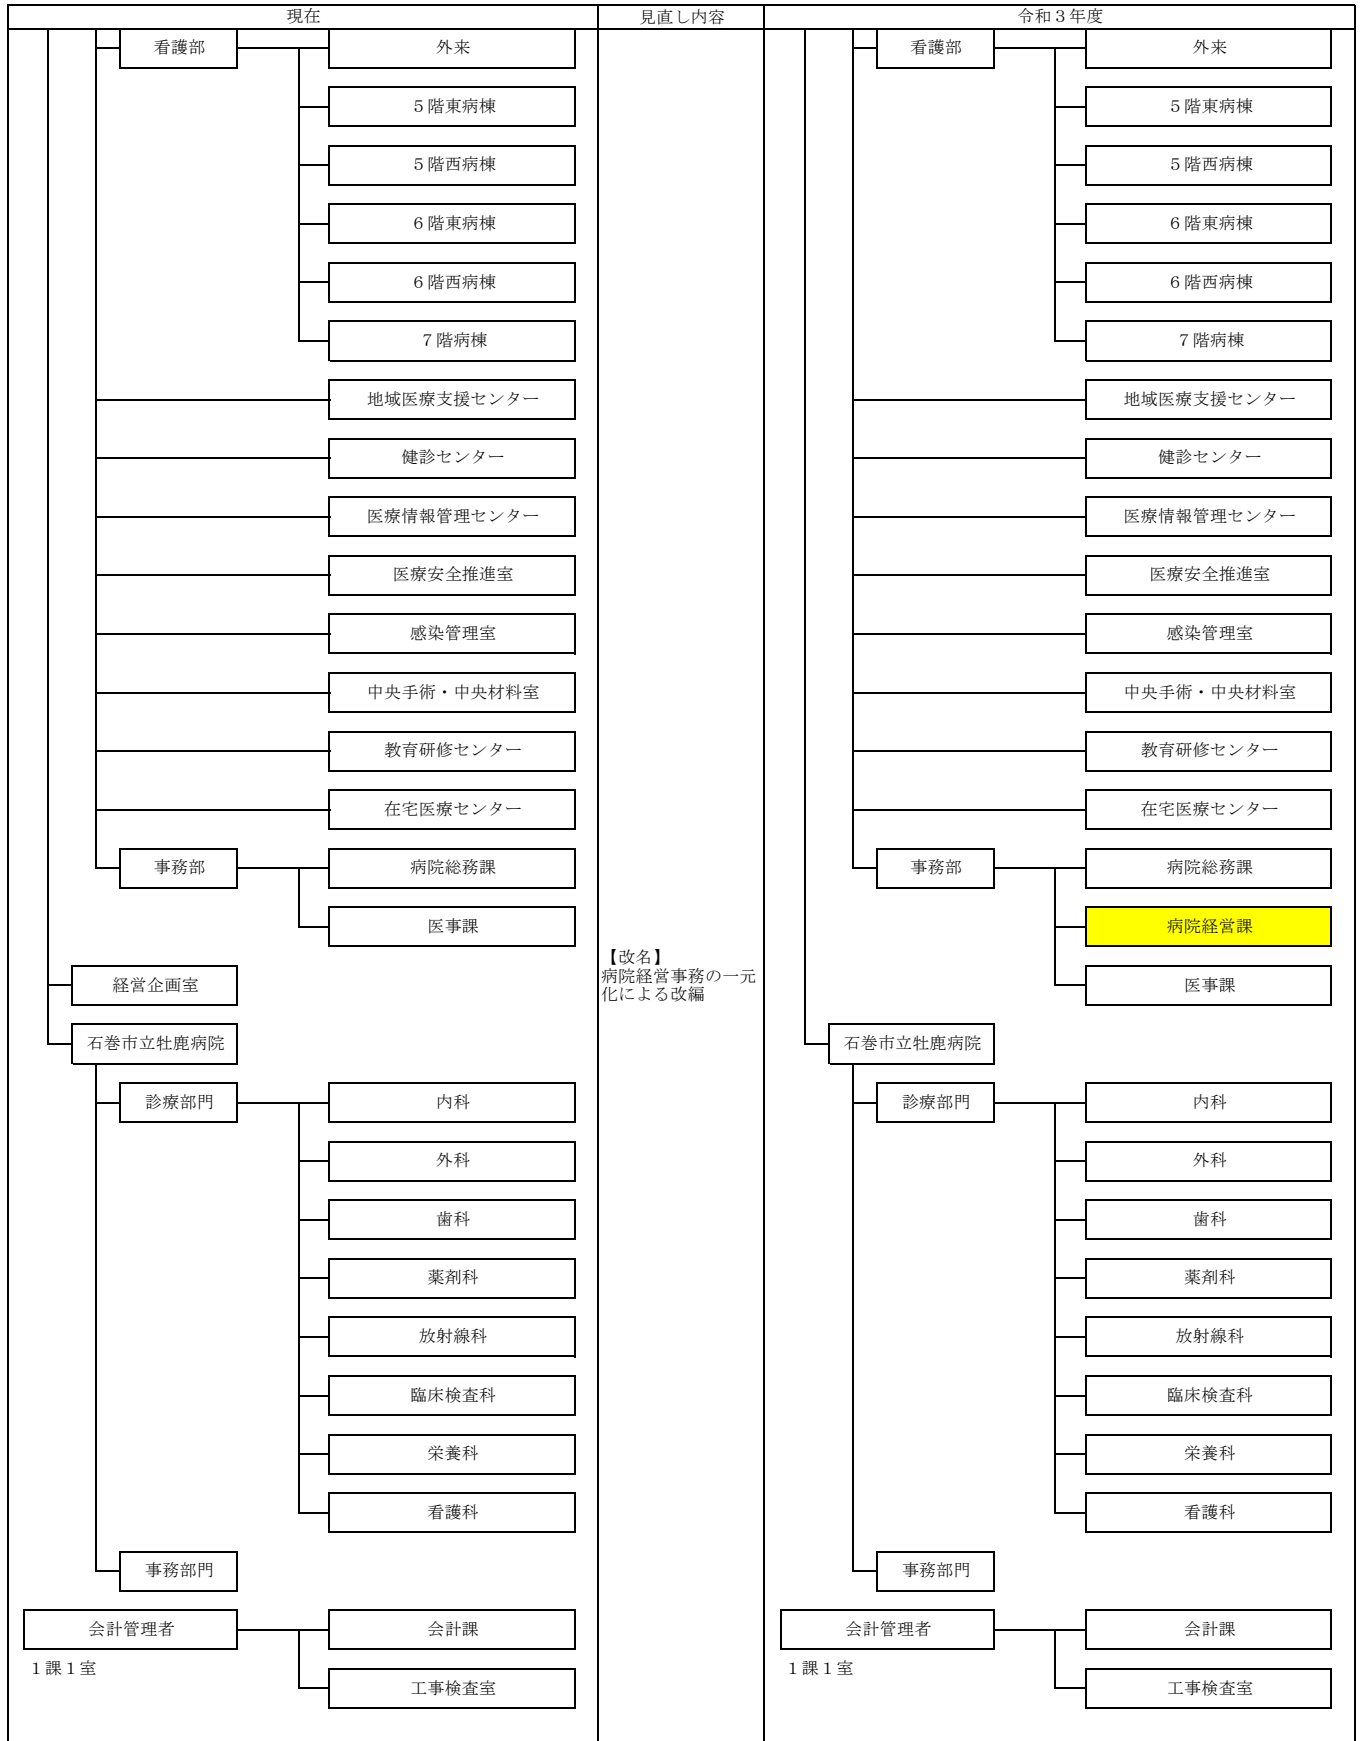 現在
見直し内容
令和３年度
看護部
外来
５階東病棟
５階西病棟
６階東病棟
６階西病棟
７階病棟
地域医療支援センター
健診センター
医療情報管理センター
医療安全推進室
感染管理室
中央手術・中央材料室
教育研修センター
在宅医療センター
事務部
病院総務課
医事課
経営企画室
石巻市立牡鹿病院
診療部門
内科
外科
歯科
薬剤科
放射線科
臨床検査科
栄養科
看護科
事務部門
会計管理者
会計課
１課１室
工事検査室
【改名】
病院経営事務の一元
化による改編
看護部
外来
５階東病棟
５階西病棟
６階東病棟
６階西病棟
７階病棟
地域医療支援センター
健診センター
医療情報管理センター
医療安全推進室
感染管理室
中央手術・中央材料室
教育研修センター
在宅医療センター
事務部
病院総務課
病院経営課
医事課
石巻市立牡鹿病院
診療部門
内科
外科
歯科
薬剤科
放射線科
臨床検査科
栄養科
看護科
事務部門
会計管理者
会計課
１課１室
工事検査室